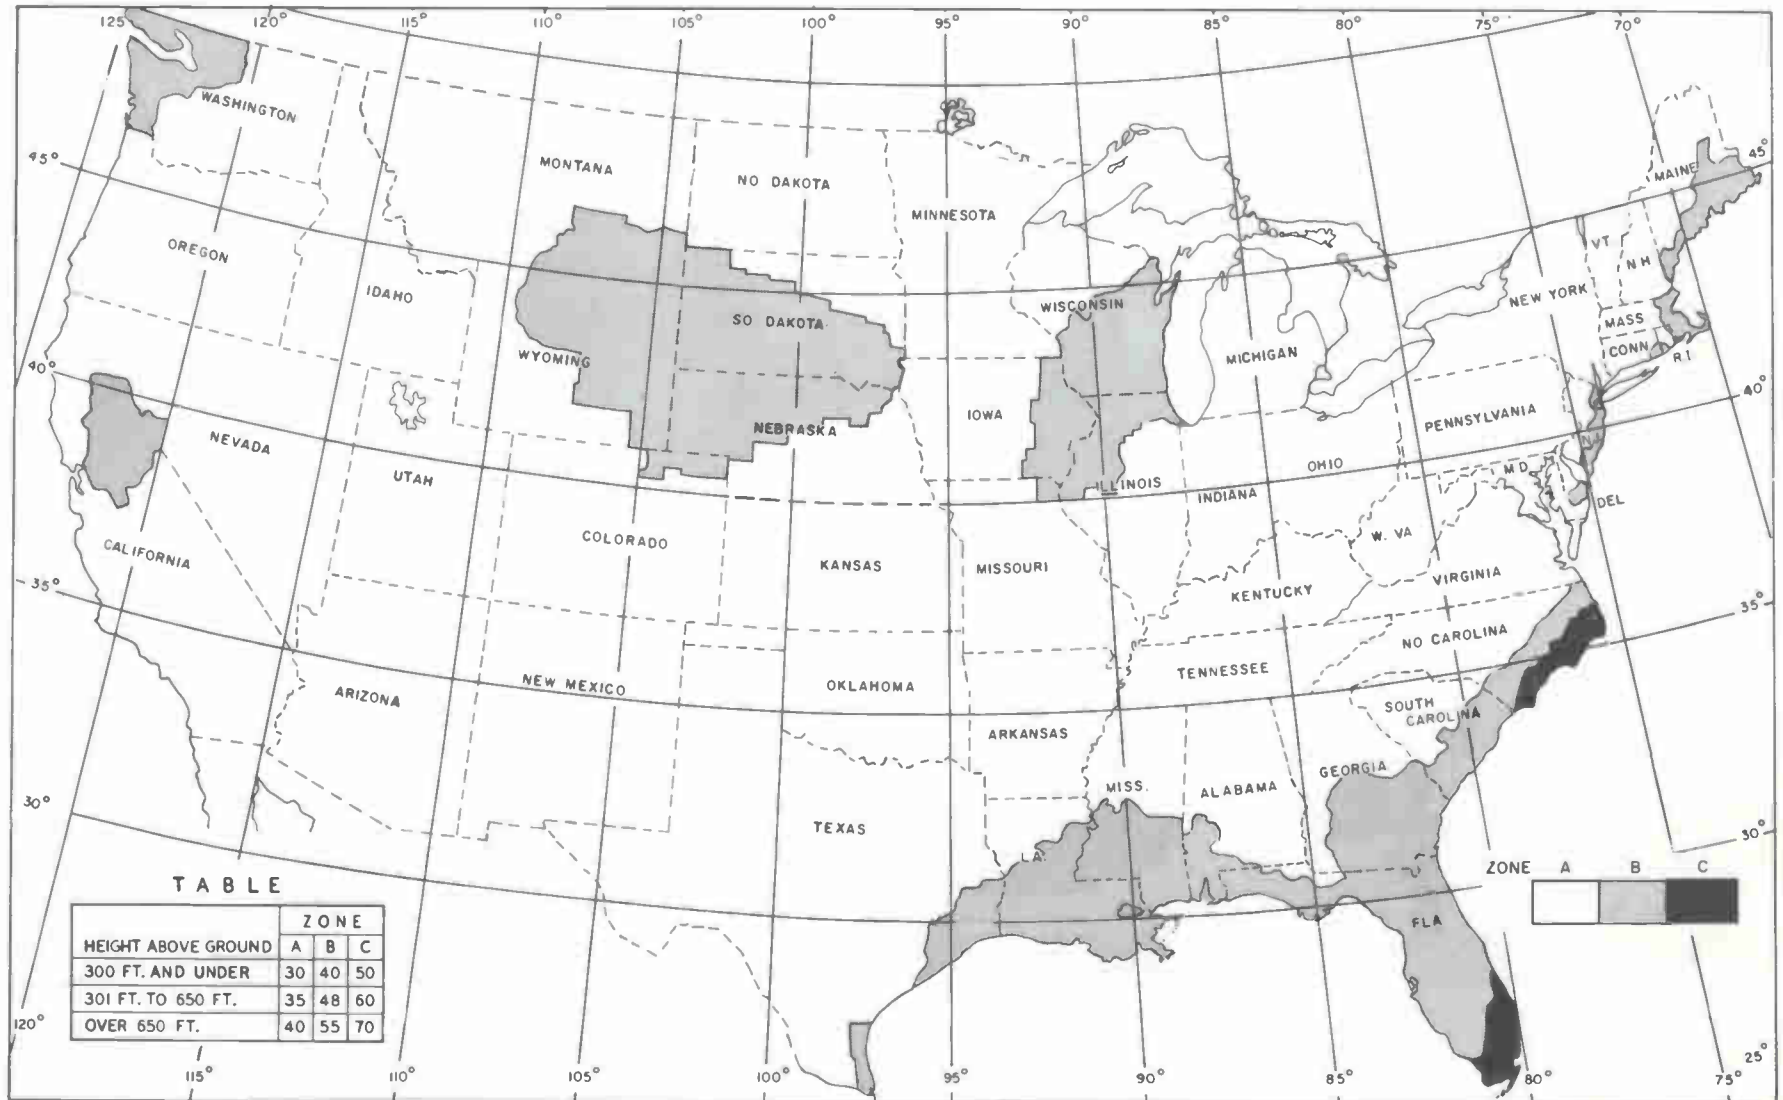 125° 120° 115° 110° 105° 100° 95° 90° 85° 80° 75° 70°
WASHINGTON
MONTANA
NO DAKOTA
MINNESOTA
MAINE
45°
45°
OREGON
IDAHO
WYOMING
SO DAKOTA
WISCONSIN
MICHIGAN
NEW YORK
VT.
N H
MASS
CONN
R.I.
40°
40°
NEVADA
UTAH
NEBRASKA
IOWA
ILLINOIS
INDIANA
OHIO
PENNSYLVANIA
N J
M D.
DEL
CALIFORNIA
COLORADO
KANSAS
MISSOURI
KENTUCKY
W. VA
VIRGINIA
35°
35°
ARIZONA
NEW MEXICO
OKLAHOMA
ARKANSAS
TENNESSEE
NO CAROLINA
SOUTH
CAROLINA
30°
30°
TEXAS
LA.
MISS.
ALABAMA
GEORGIA
FLA
ZONE A B C
TABLE
ZONE
HEIGHT ABOVE GROUND A B C
300 FT. AND UNDER 30 40 50
301 FT. TO 650 FT. 35 48 60
OVER 650 FT. 40 55 70
120°
25°
115° 110° 105° 100° 95° 90° 85° 80° 75°